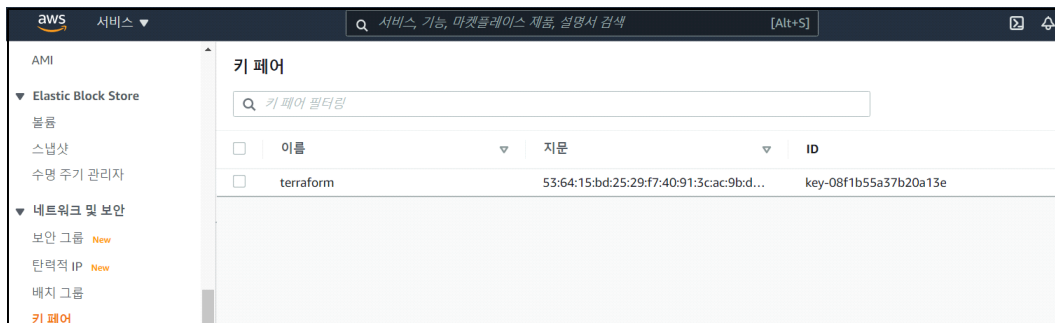 aws 서비스 ▼ 서비스, 기능, 마켓플레이스 제품, 설명서 검색 [Alt+S]
AMI
▼ Elastic Block Store
볼륨
스냅샷
수명 주기 관리자
▼ 네트워크 및 보안
보안 그룹 New
탄력적 IP New
배치 그룹
키 페어
키 페어
키 페어 필터링
이름 지문 ID
terraform 53:64:15:bd:25:29:f7:40:91:3c:ac:9b:d... key-08f1b55a37b20a13e